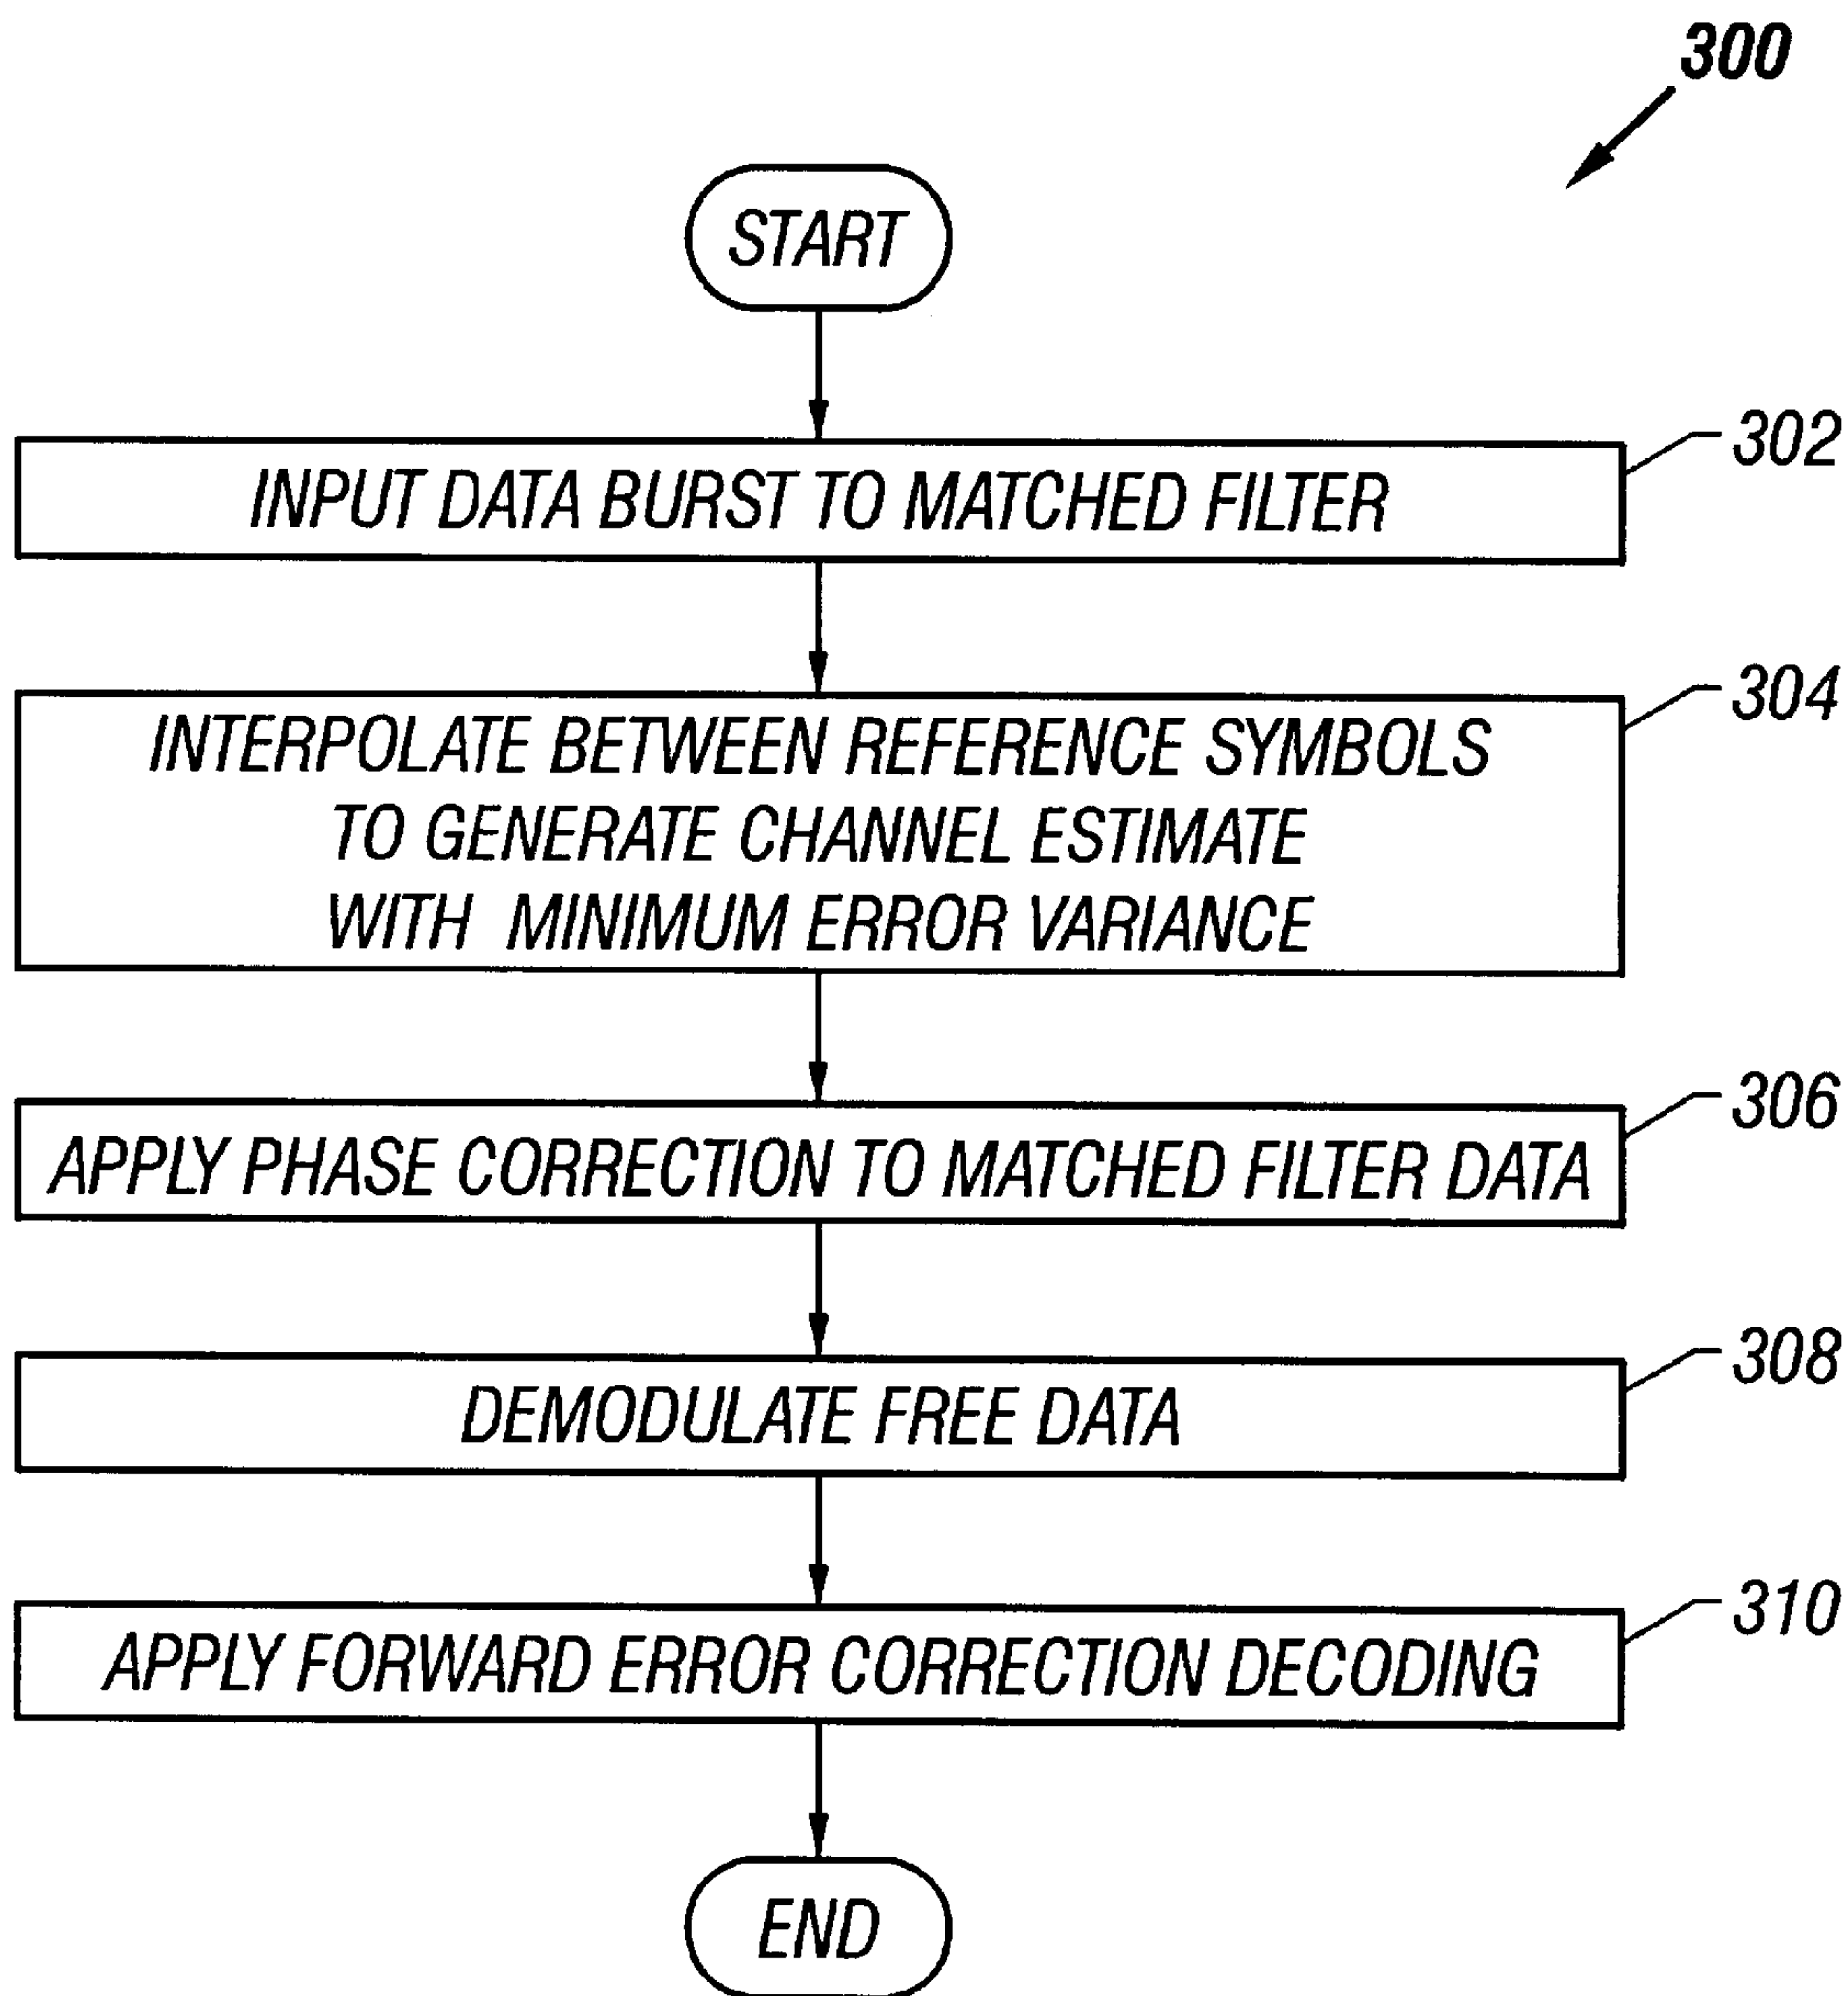 300
START
INPUT DATA BURST TO MATCHED FILTER
302
INTERPOLATE BETWEEN REFERENCE SYMBOLS
TO GENERATE CHANNEL ESTIMATE
WITH MINIMUM ERROR VARIANCE
304
APPLY PHASE CORRECTION TO MATCHED FILTER DATA
306
DEMODULATE FREE DATA
308
APPLY FORWARD ERROR CORRECTION DECODING
310
END